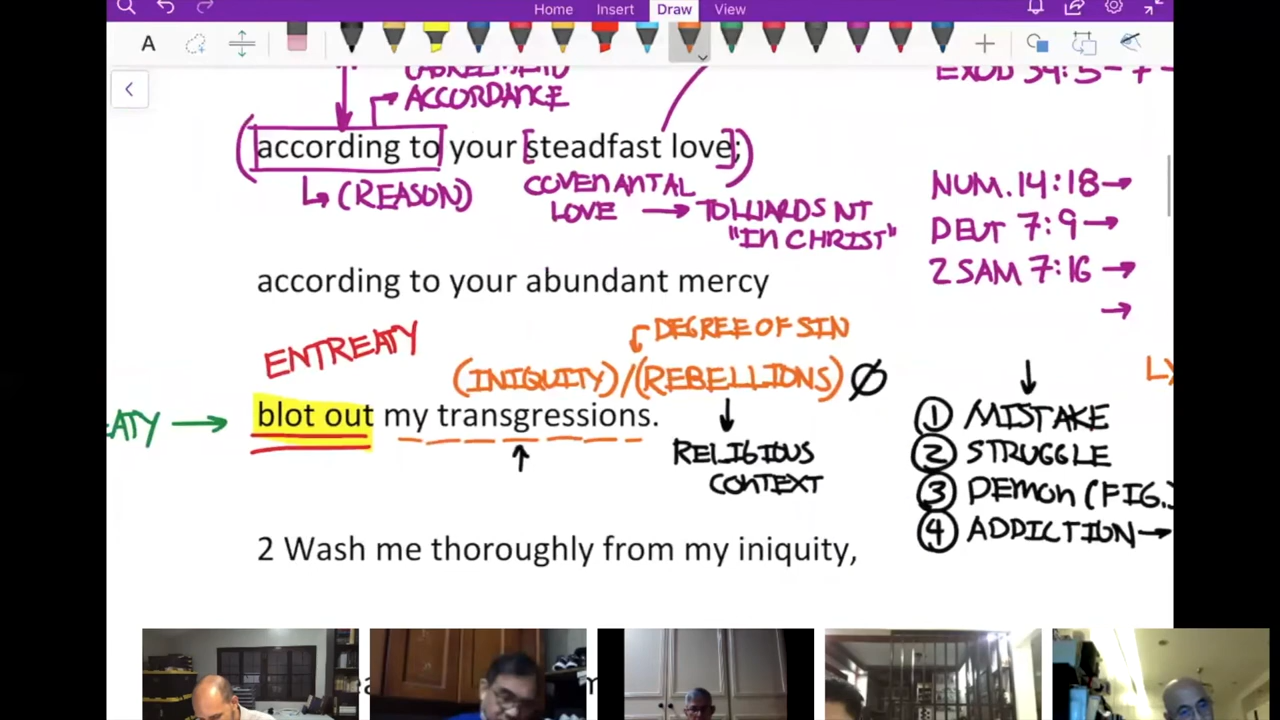 Home Insert Draw View
A
ACCORDANCE
EXOD 34:5-7-
according to your [steadfast love];
(REASON)
COVENANTAL
LOVE → TOWARDS NT
"IN CHRIST"
NUM. 14:18 →
DEUT 7:9 →
2 SAM 7:16 →
→
according to your abundant mercy
ENTREATY
DEGREE OF SIN
(INIQUITY)/(REBELLIONS) Ø
EATY → blot out my transgressions.
RELIGIOUS
CONTEXT
① MISTAKE
② STRUGGLE
③ DEMON (FIG.)
④ ADDICTION →
2 Wash me thoroughly from my iniquity,